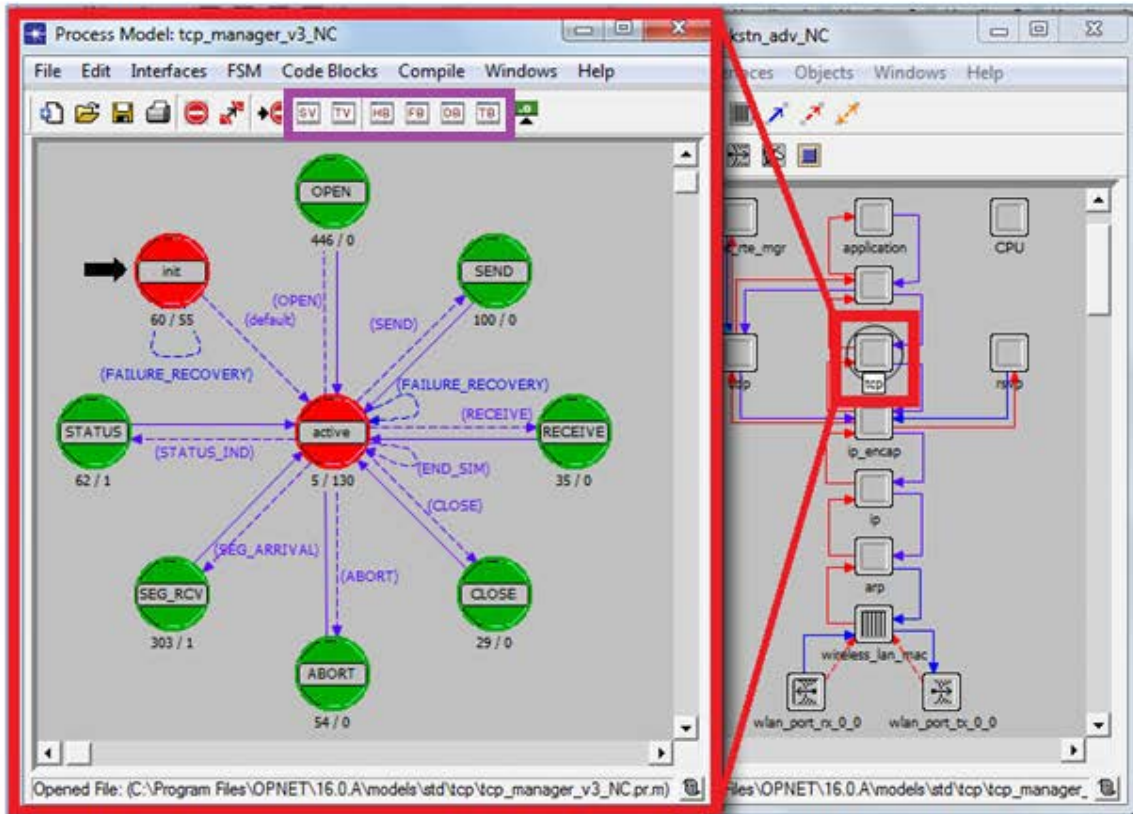 Process Model: tcp_manager_v3_NC
File Edit Interfaces FSM Code Blocks Compile Windows Help
SV TV HB FB DB TB
OPEN
446 / 0
init
60 / 55
SEND
100 / 0
(OPEN)
(default)
(SEND)
(FAILURE_RECOVERY)
(FAILURE_RECOVERY)
(RECEIVE)
STATUS
62 / 1
active
5 / 130
RECEIVE
35 / 0
(STATUS_IND)
(END_SIM)
(CLOSE)
(SEG_ARRIVAL)
(ABORT)
SEG_RCV
303 / 1
CLOSE
29 / 0
ABORT
54 / 0
Opened File: (C:\Program Files\OPNET\16.0.A\models\std\tcp\tcp_manager_v3_NC.pr.m)
kstn_adv_NC
Objects Windows Help
_rte_mgr
application
CPU
tcp
ip_encap
ip
arp
wireless_lan_mac
wlan_port_rx_0_0
wlan_port_tx_0_0
Files\OPNET\16.0.A\models\std\tcp\tcp_manager_